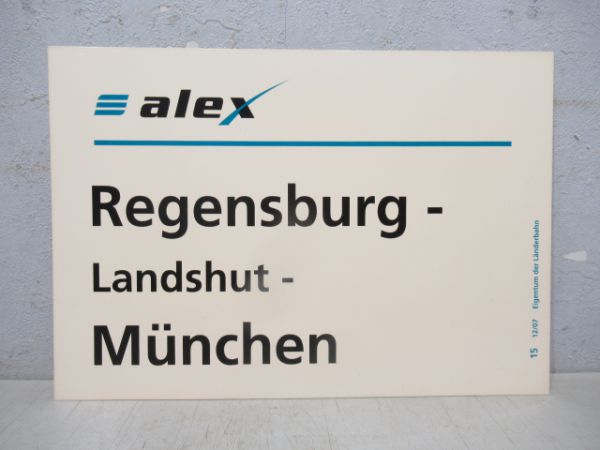 alex
Regensburg -
Landshut -
München
15 12/07 Eigentum der Länderbahn